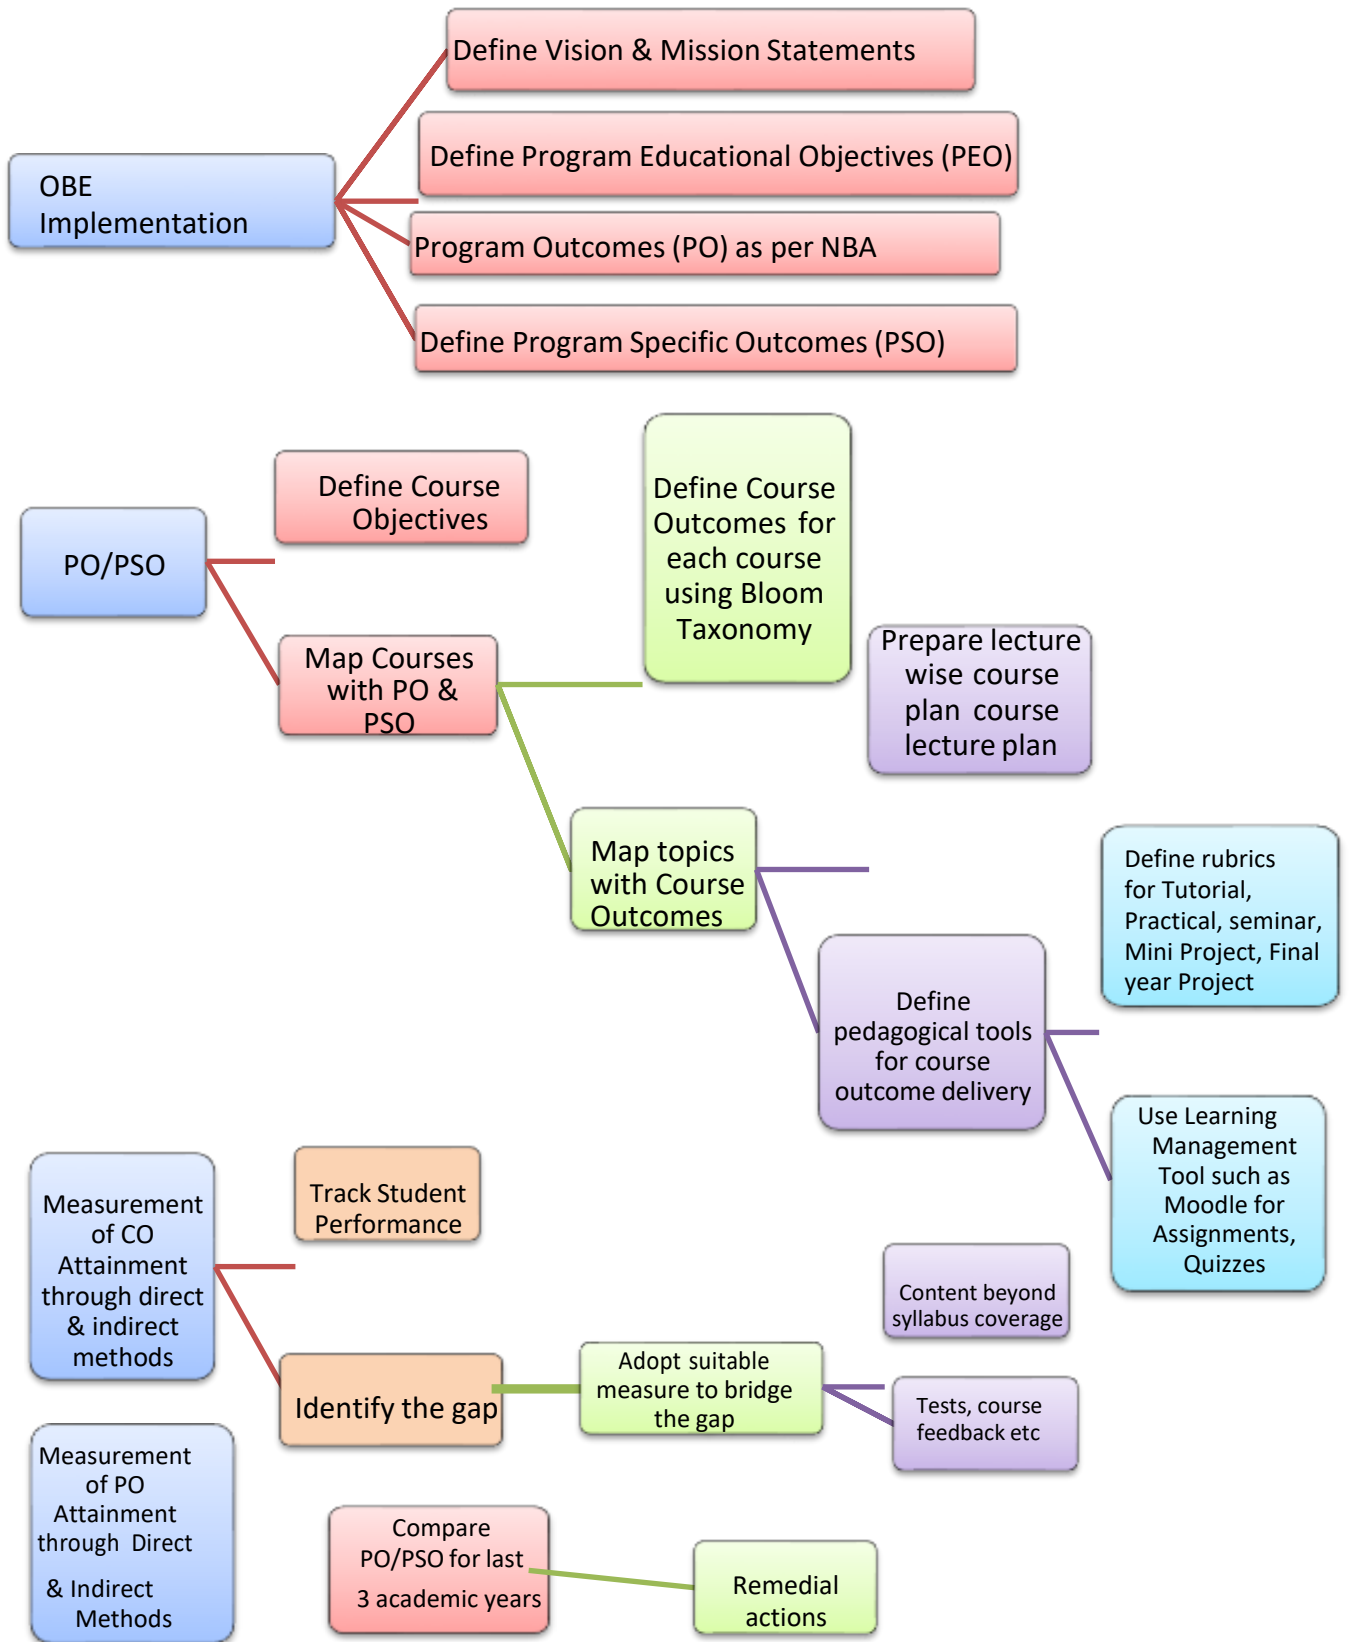 Define Vision & Mission Statements
Define Program Educational Objectives (PEO)
OBE
Implementation
Program Outcomes (PO) as per NBA
Define Program Specific Outcomes (PSO)
Define Course
Objectives
PO/PSO
Define Course
Outcomes for
each course
using Bloom
Taxonomy
Map Courses
with PO &
PSO
Prepare lecture
wise course
plan course
lecture plan
Map topics
with Course
Outcomes
Define rubrics
for Tutorial,
Practical, seminar,
Mini Project, Final
year Project
Define
pedagogical tools
for course
outcome delivery
Use Learning
Management
Tool such as
Moodle for
Assignments,
Quizzes
Measurement
of CO
Attainment
through direct
& indirect
methods
Track Student
Performance
Identify the gap
Adopt suitable
measure to bridge
the gap
Content beyond
syllabus coverage
Tests, course
feedback etc
Measurement
of PO
Attainment
through Direct
& Indirect
Methods
Compare
PO/PSO for last
3 academic years
Remedial
actions